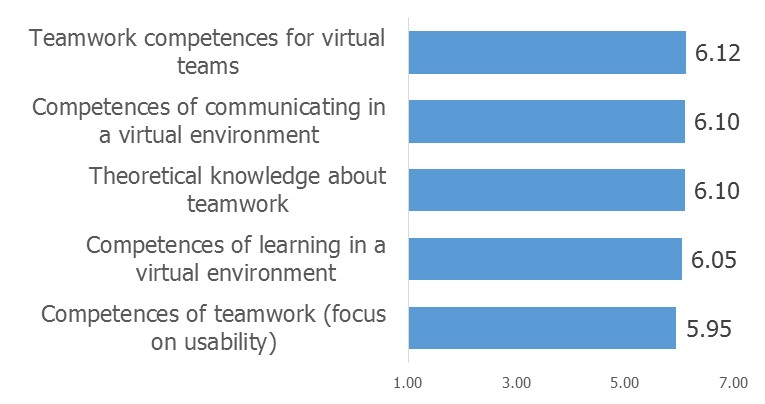 Teamwork competences for virtual
teams
6.12
Competences of communicating in
a virtual environment
6.10
Theoretical knowledge about
teamwork
6.10
Competences of learning in a
virtual environment
6.05
Competences of teamwork (focus
on usability)
5.95
1.00 3.00 5.00 7.00